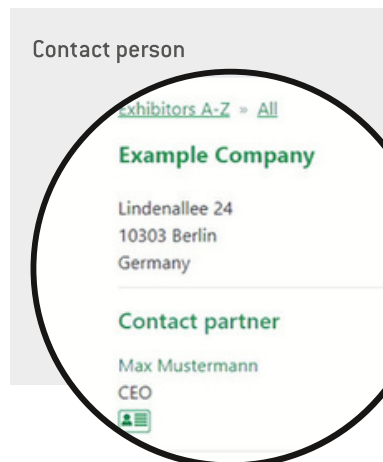 Contact person
Exhibitors A-Z » All
Example Company
Lindenallee 24
10303 Berlin
Germany
Contact partner
Max Mustermann
CEO